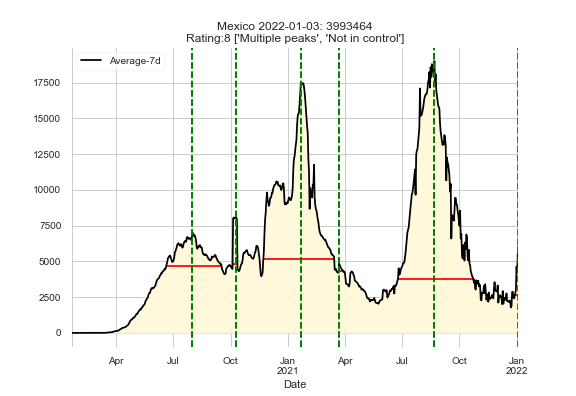 Mexico 2022-01-03: 3993464
Rating:8 ['Multiple peaks', 'Not in control']
Average-7d
17500
15000
12500
10000
7500
5000
2500
0
Apr
Jul
Oct
Jan
2021
Apr
Jul
Oct
Jan
2022
Date